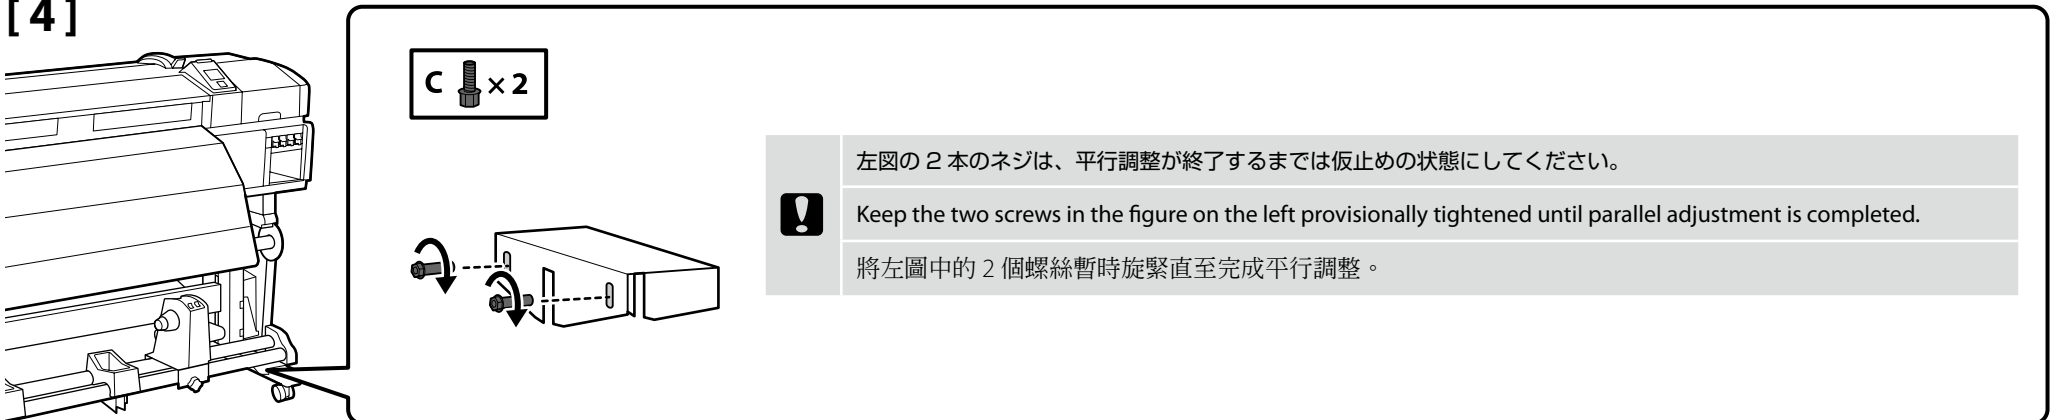 [ 4 ]
C × 2
左図の 2 本のネジは、平行調整が終了するまでは仮止めの状態にしてください。
Keep the two screws in the figure on the left provisionally tightened until parallel adjustment is completed.
將左圖中的 2 個螺絲暫時旋緊直至完成平行調整。